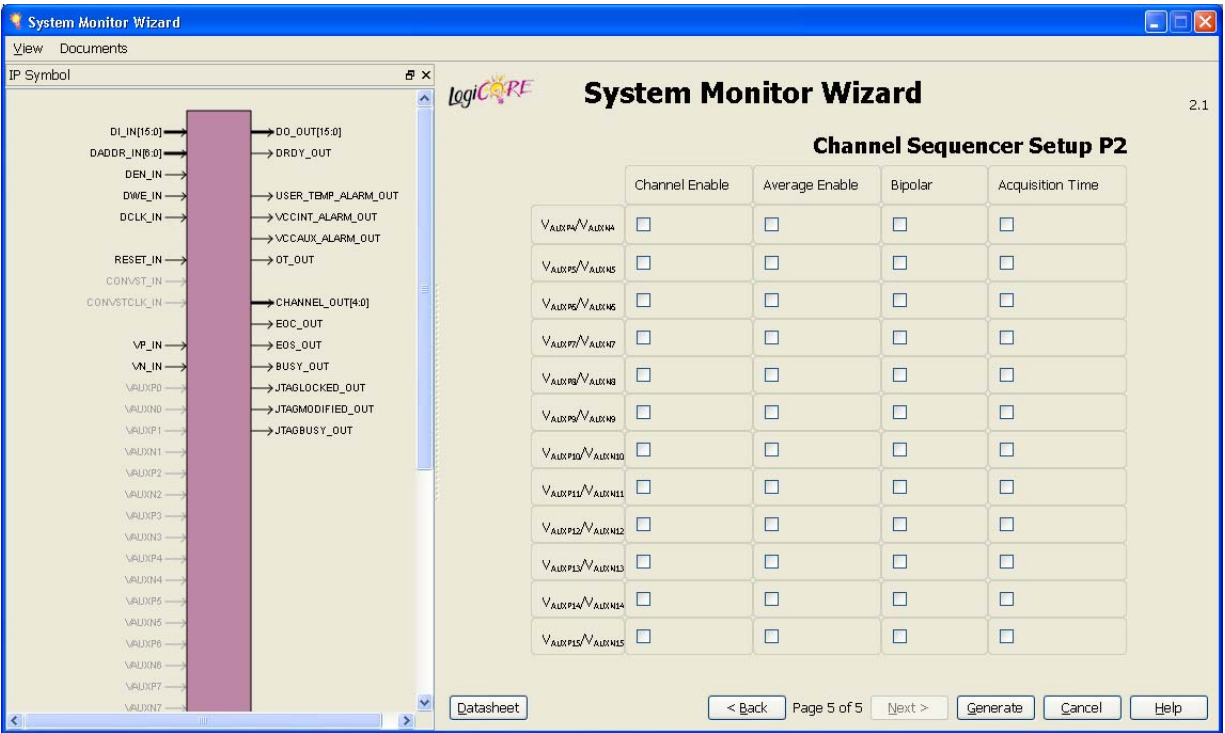 System Monitor Wizard
View Documents
IP Symbol
DI_IN[15:0]
DADDR_IN[6:0]
DEN_IN
DWE_IN
DCLK_IN
RESET_IN
CONVST_IN
CONVSTCLK_IN
VP_IN
VN_IN
VAUXP0
VAUXN0
VAUXP1
VAUXN1
VAUXP2
VAUXN2
VAUXP3
VAUXN3
VAUXP4
VAUXN4
VAUXP5
VAUXN5
VAUXP6
VAUXN6
VAUXP7
VAUXN7
DO_OUT[15:0]
DRDY_OUT
USER_TEMP_ALARM_OUT
VCCINT_ALARM_OUT
VCCAUX_ALARM_OUT
OT_OUT
CHANNEL_OUT[4:0]
EOC_OUT
EOS_OUT
BUSY_OUT
JTAGLOCKED_OUT
JTAGMODIFIED_OUT
JTAGBUSY_OUT
LogiCORE
System Monitor Wizard
2.1
Channel Sequencer Setup P2
Channel Enable Average Enable Bipolar Acquisition Time
VAUXP4/VAUXN4
VAUXP5/VAUXN5
VAUXP6/VAUXN6
VAUXP7/VAUXN7
VAUXP8/VAUXN8
VAUXP9/VAUXN9
VAUXP10/VAUXN10
VAUXP11/VAUXN11
VAUXP12/VAUXN12
VAUXP13/VAUXN13
VAUXP14/VAUXN14
VAUXP15/VAUXN15
Datasheet < Back Page 5 of 5 Next > Generate Cancel Help